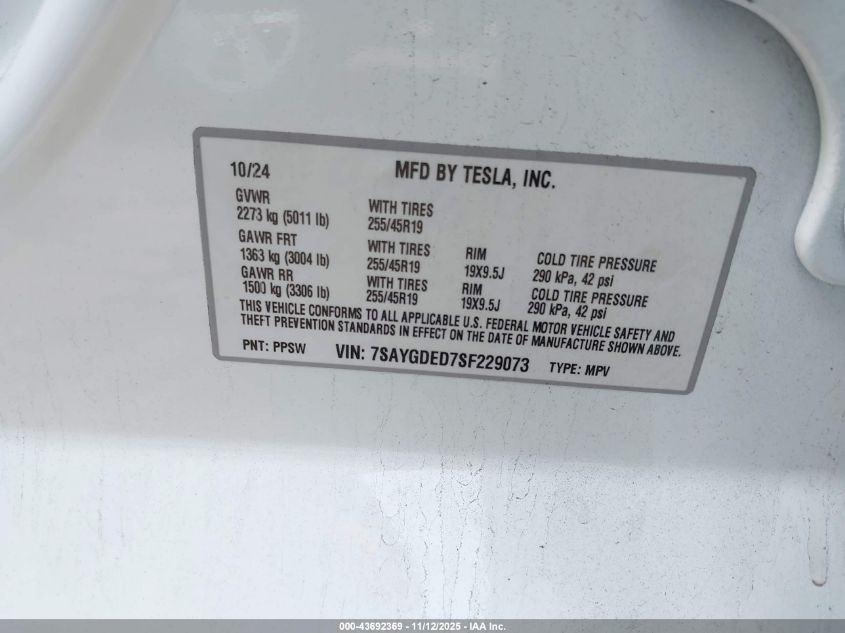 10/24 MFD BY TESLA, INC.
GVWR
2273 kg (5011 lb) WITH TIRES 255/45R19
GAWR FRT
1363 kg (3004 lb) WITH TIRES 255/45R19 RIM 19X9.5J COLD TIRE PRESSURE 290 kPa, 42 psi
GAWR RR
1500 kg (3306 lb) WITH TIRES 255/45R19 RIM 19X9.5J COLD TIRE PRESSURE 290 kPa, 42 psi
THIS VEHICLE CONFORMS TO ALL APPLICABLE U.S. FEDERAL MOTOR VEHICLE SAFETY AND
THEFT PREVENTION STANDARDS IN EFFECT ON THE DATE OF MANUFACTURE SHOWN ABOVE.
PNT: PPSW VIN: 7SAYGDED7SF229073 TYPE: MPV
000-43692369 - 11/12/2025 - IAA Inc.